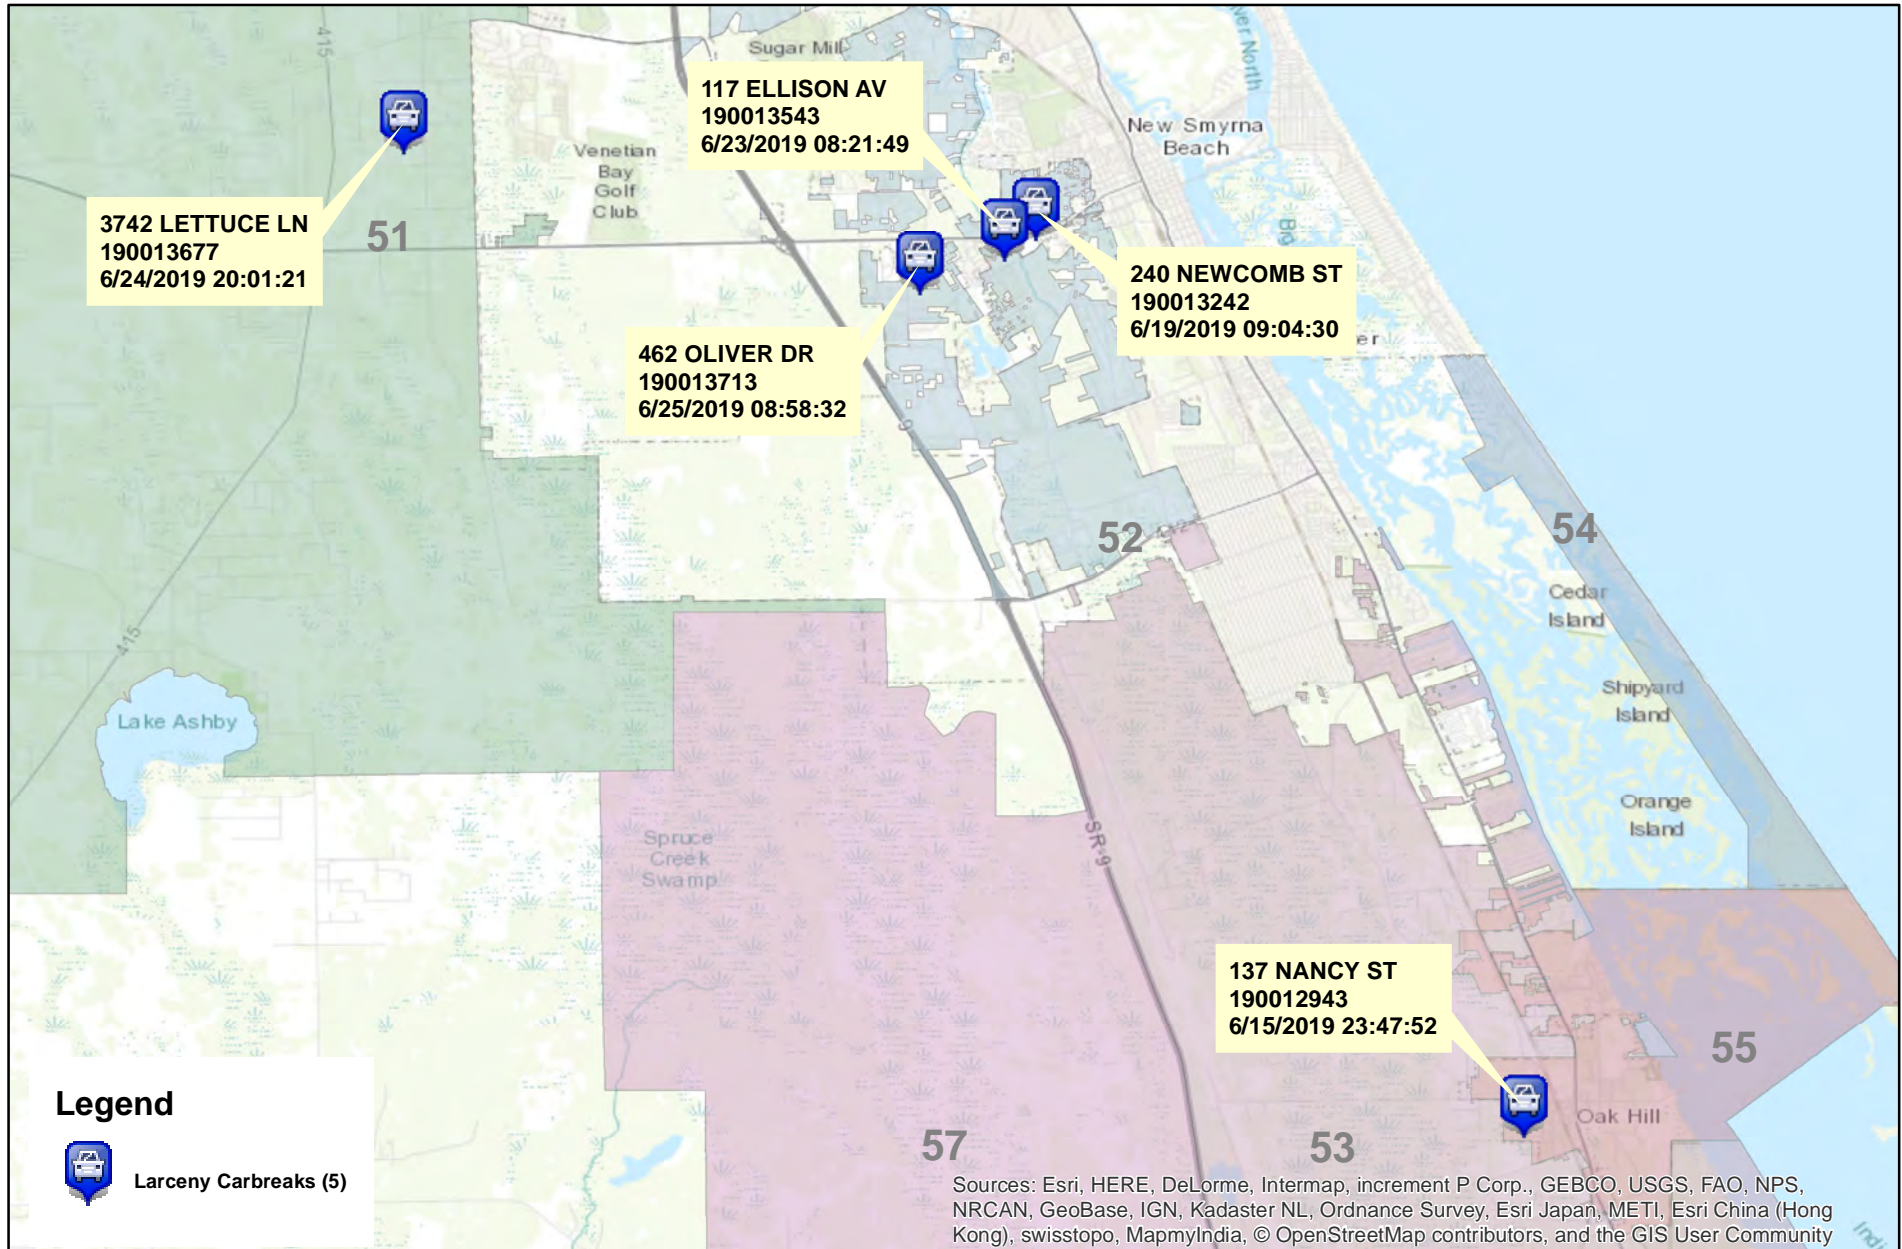 415
Sugar Mill
ver North
117 ELLISON AV
190013543
6/23/2019 08:21:49
New Smyrna
Beach
Venetian
Bay
Golf
Club
3742 LETTUCE LN
190013677
6/24/2019 20:01:21
51
240 NEWCOMB ST
190013242
6/19/2019 09:04:30
462 OLIVER DR
190013713
6/25/2019 08:58:32
er
9
52
54
Cedar
Island
415
Lake Ashby
Shipyard
Island
Orange
Island
Spruce
Creek
Swamp
SR-9
137 NANCY ST
190012943
6/15/2019 23:47:52
55
Oak Hill
57
53
Legend
Larceny Carbreaks (5)
Sources: Esri, HERE, DeLorme, Intermap, increment P Corp., GEBCO, USGS, FAO, NPS,
NRCAN, GeoBase, IGN, Kadaster NL, Ordnance Survey, Esri Japan, METI, Esri China (Hong
Kong), swisstopo, MapmyIndia, © OpenStreetMap contributors, and the GIS User Community
Indi